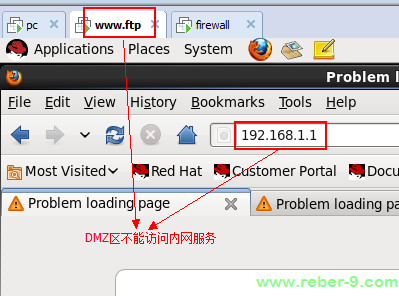 pc www.ftp firewall
Applications Places System
Problem l
File Edit View History Bookmarks Tools Help
192.168.1.1
Most Visited Red Hat Customer Portal Docu
Problem loading page Problem loading pa
DMZ区不能访问内网服务
www.reber-9.com